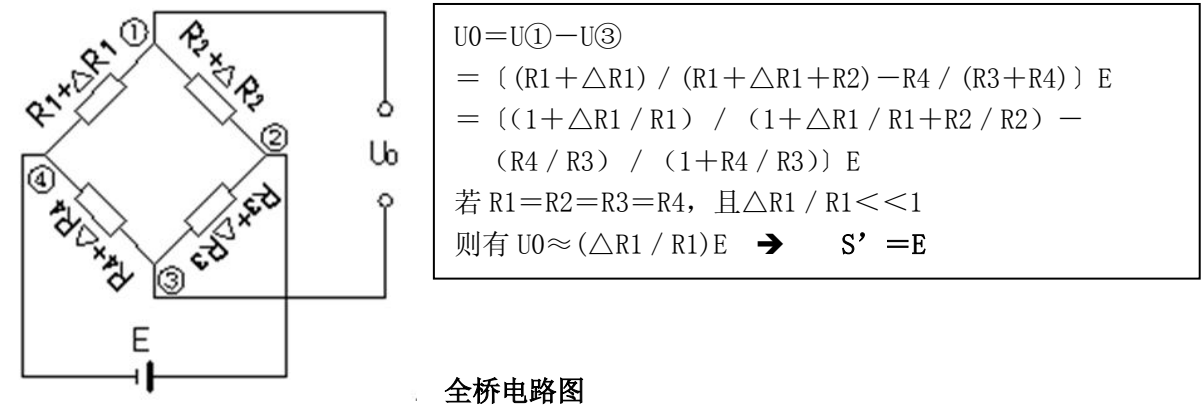 ①
R1+△R1
R2+△R2
②
Uo
④
R4+△R4
R3+△R3
③
E
U0=U①-U③
=〔(R1+△R1)/(R1+△R1+R2)-R4/(R3+R4)〕E
=〔((1+△R1/R1) / (1+△R1/R1+R2/R2)-
(R4/R3) / (1+R4/R3)〕E
若 R1=R2=R3=R4，且△R1/R1<<1
则有 U0≈(△R1/R1)E ➔ S’=E
全桥电路图